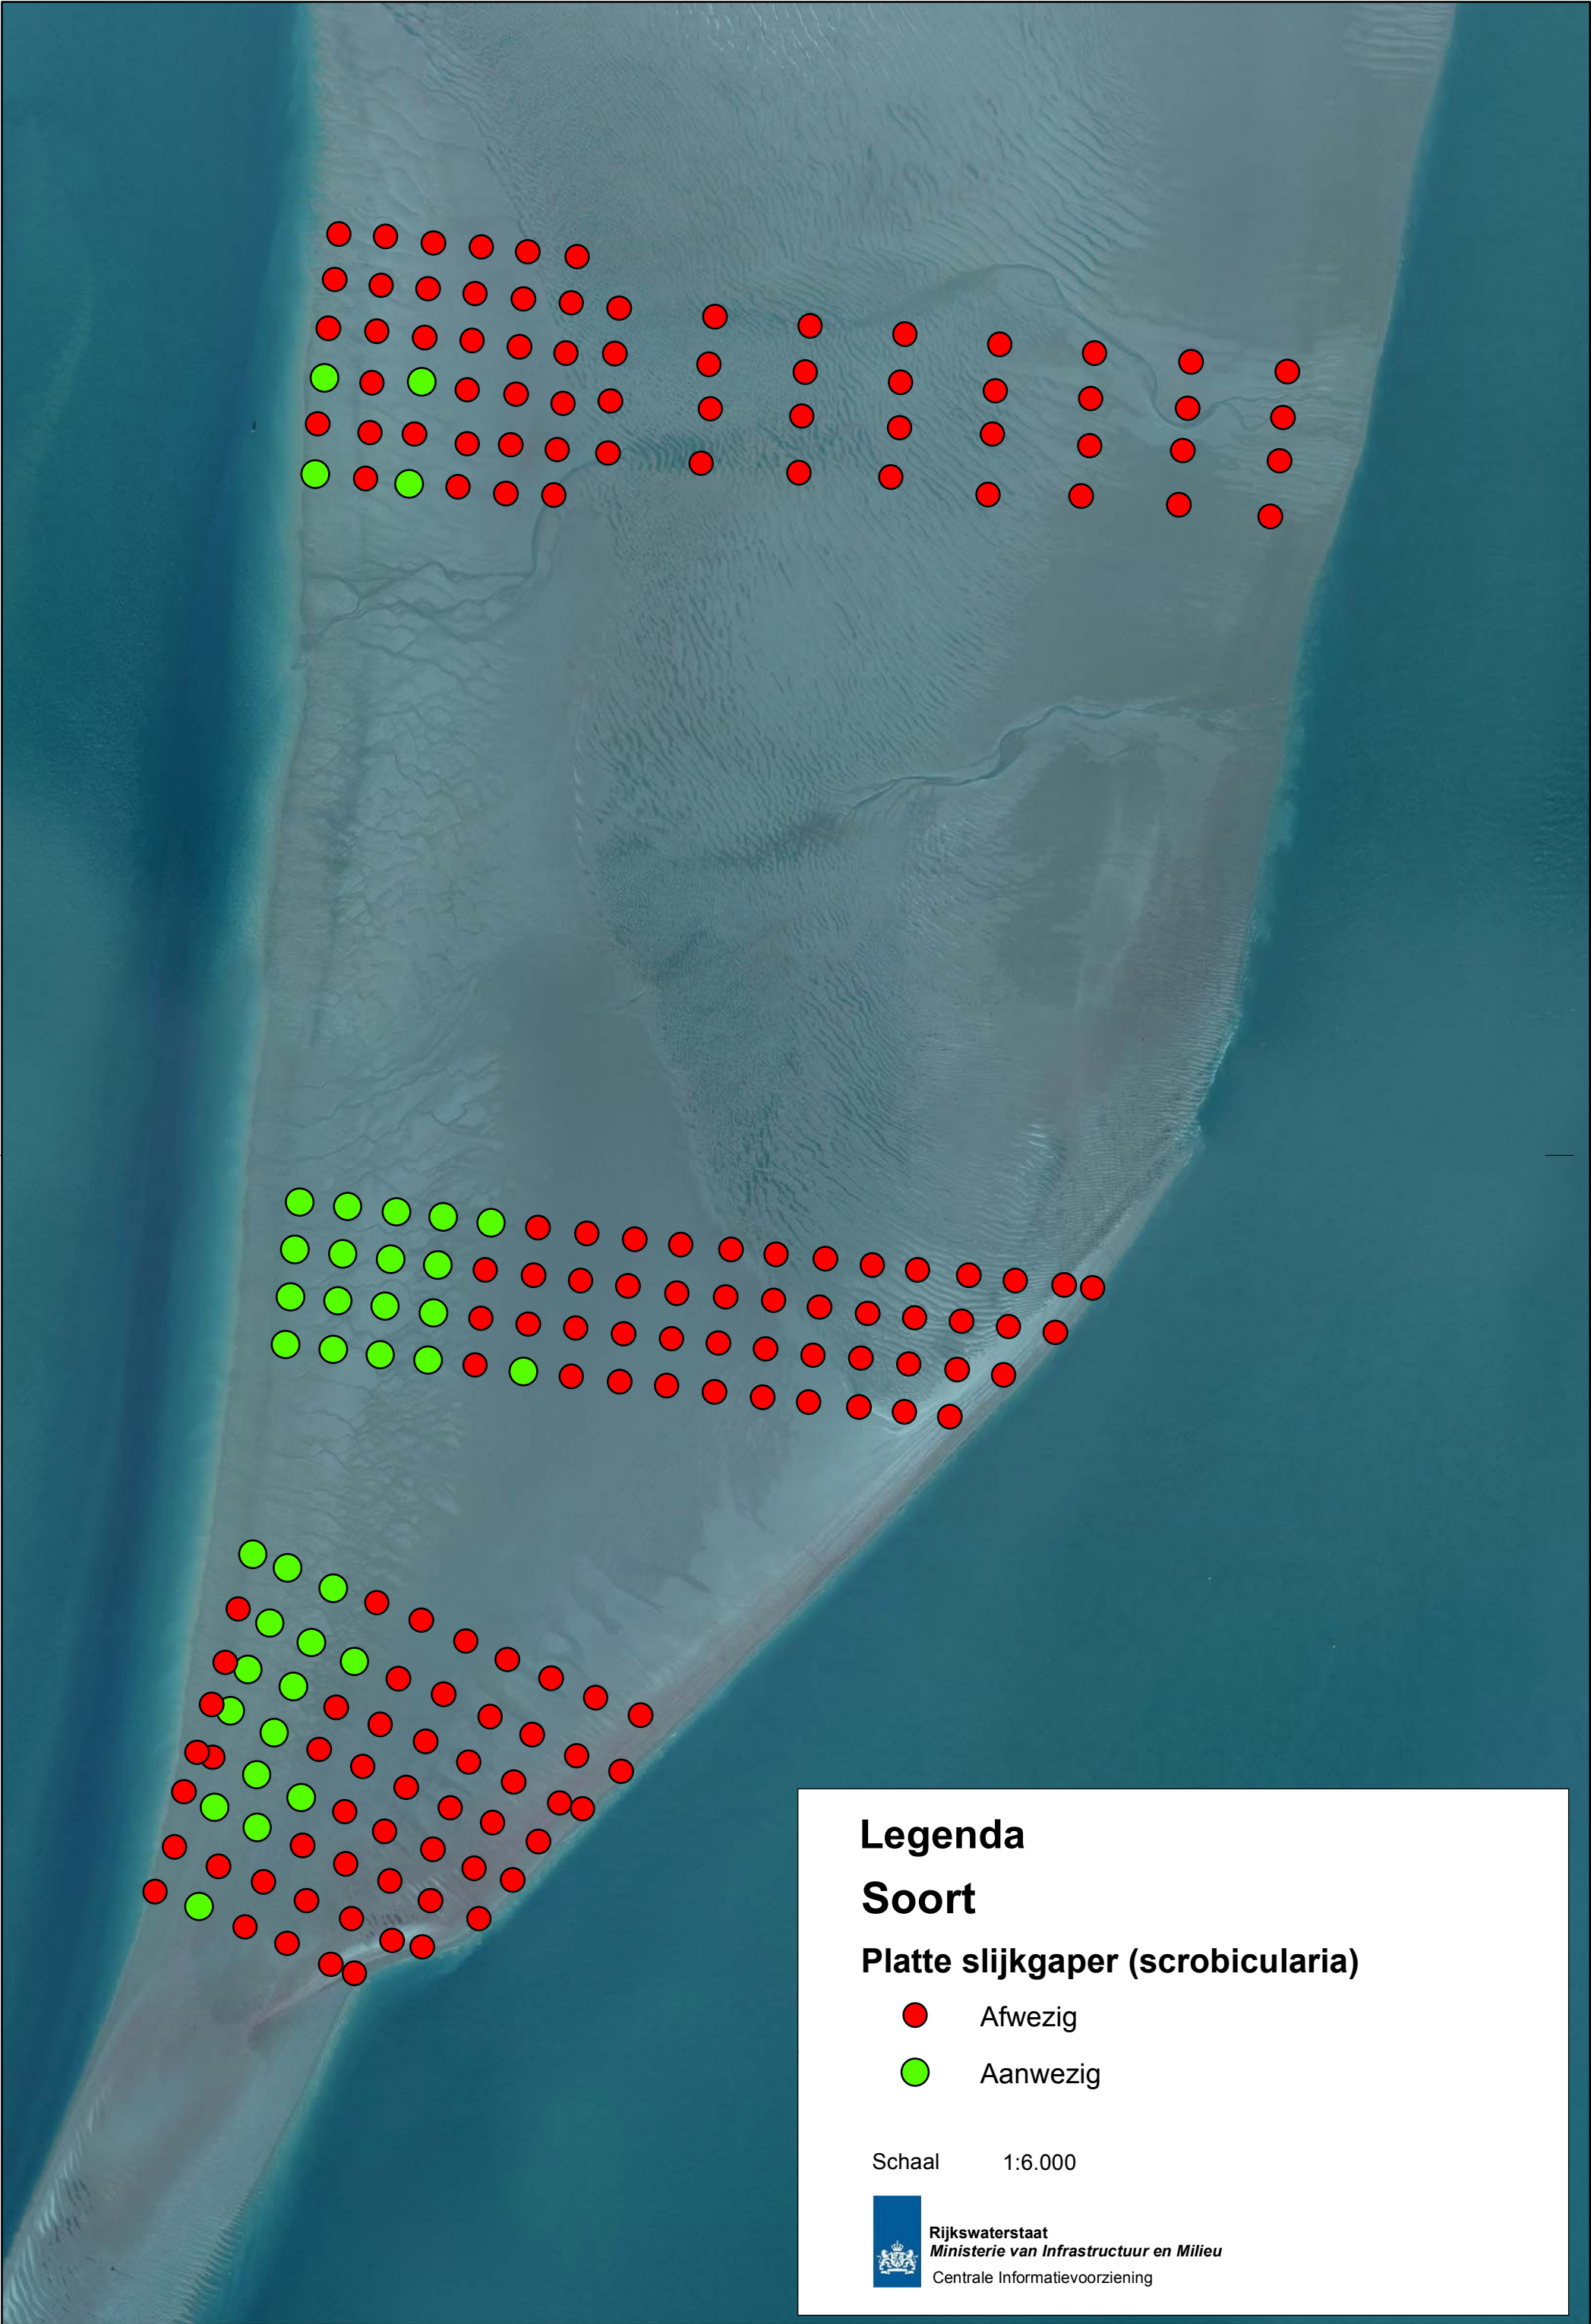 Legenda
Soort
Platte slijkgaper (scrobicularia)
Afwezig
Aanwezig
Schaal 1:6.000
Rijkswaterstaat
Ministerie van Infrastructuur en Milieu
Centrale Informatievoorziening